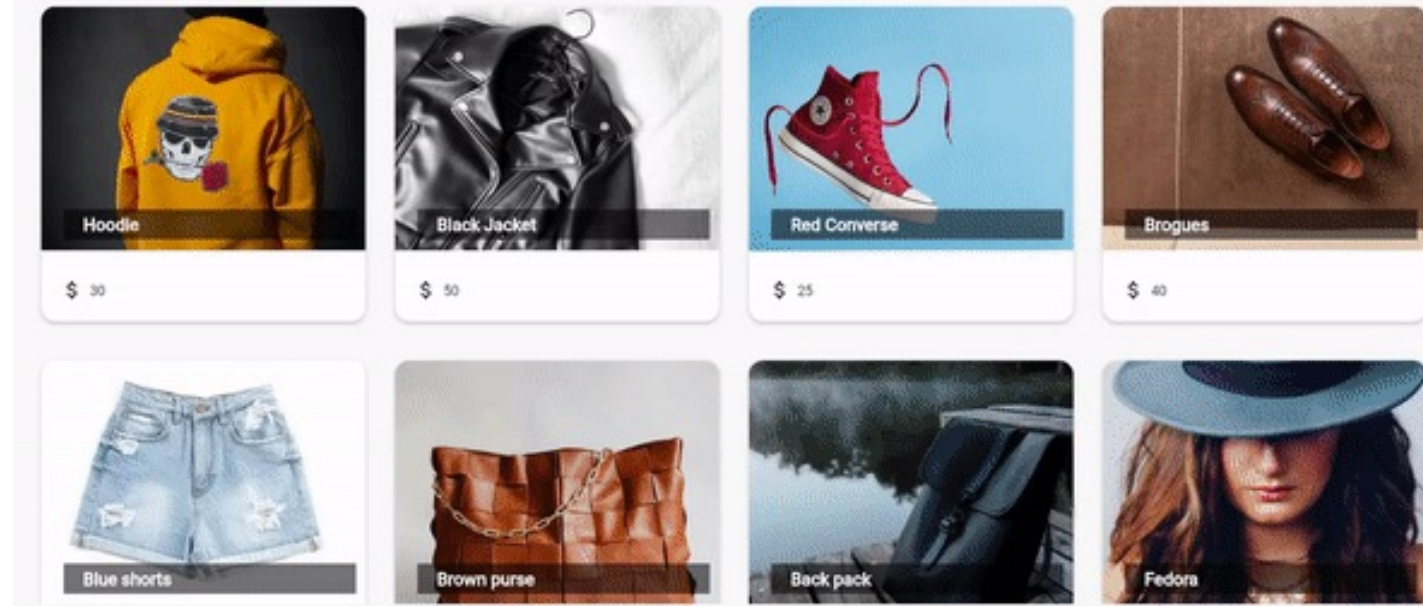 Hoodie
Black Jacket
Red Converse
Brogues
$ 30
$ 50
$ 25
$ 40
Blue shorts
Brown purse
Back pack
Fedora